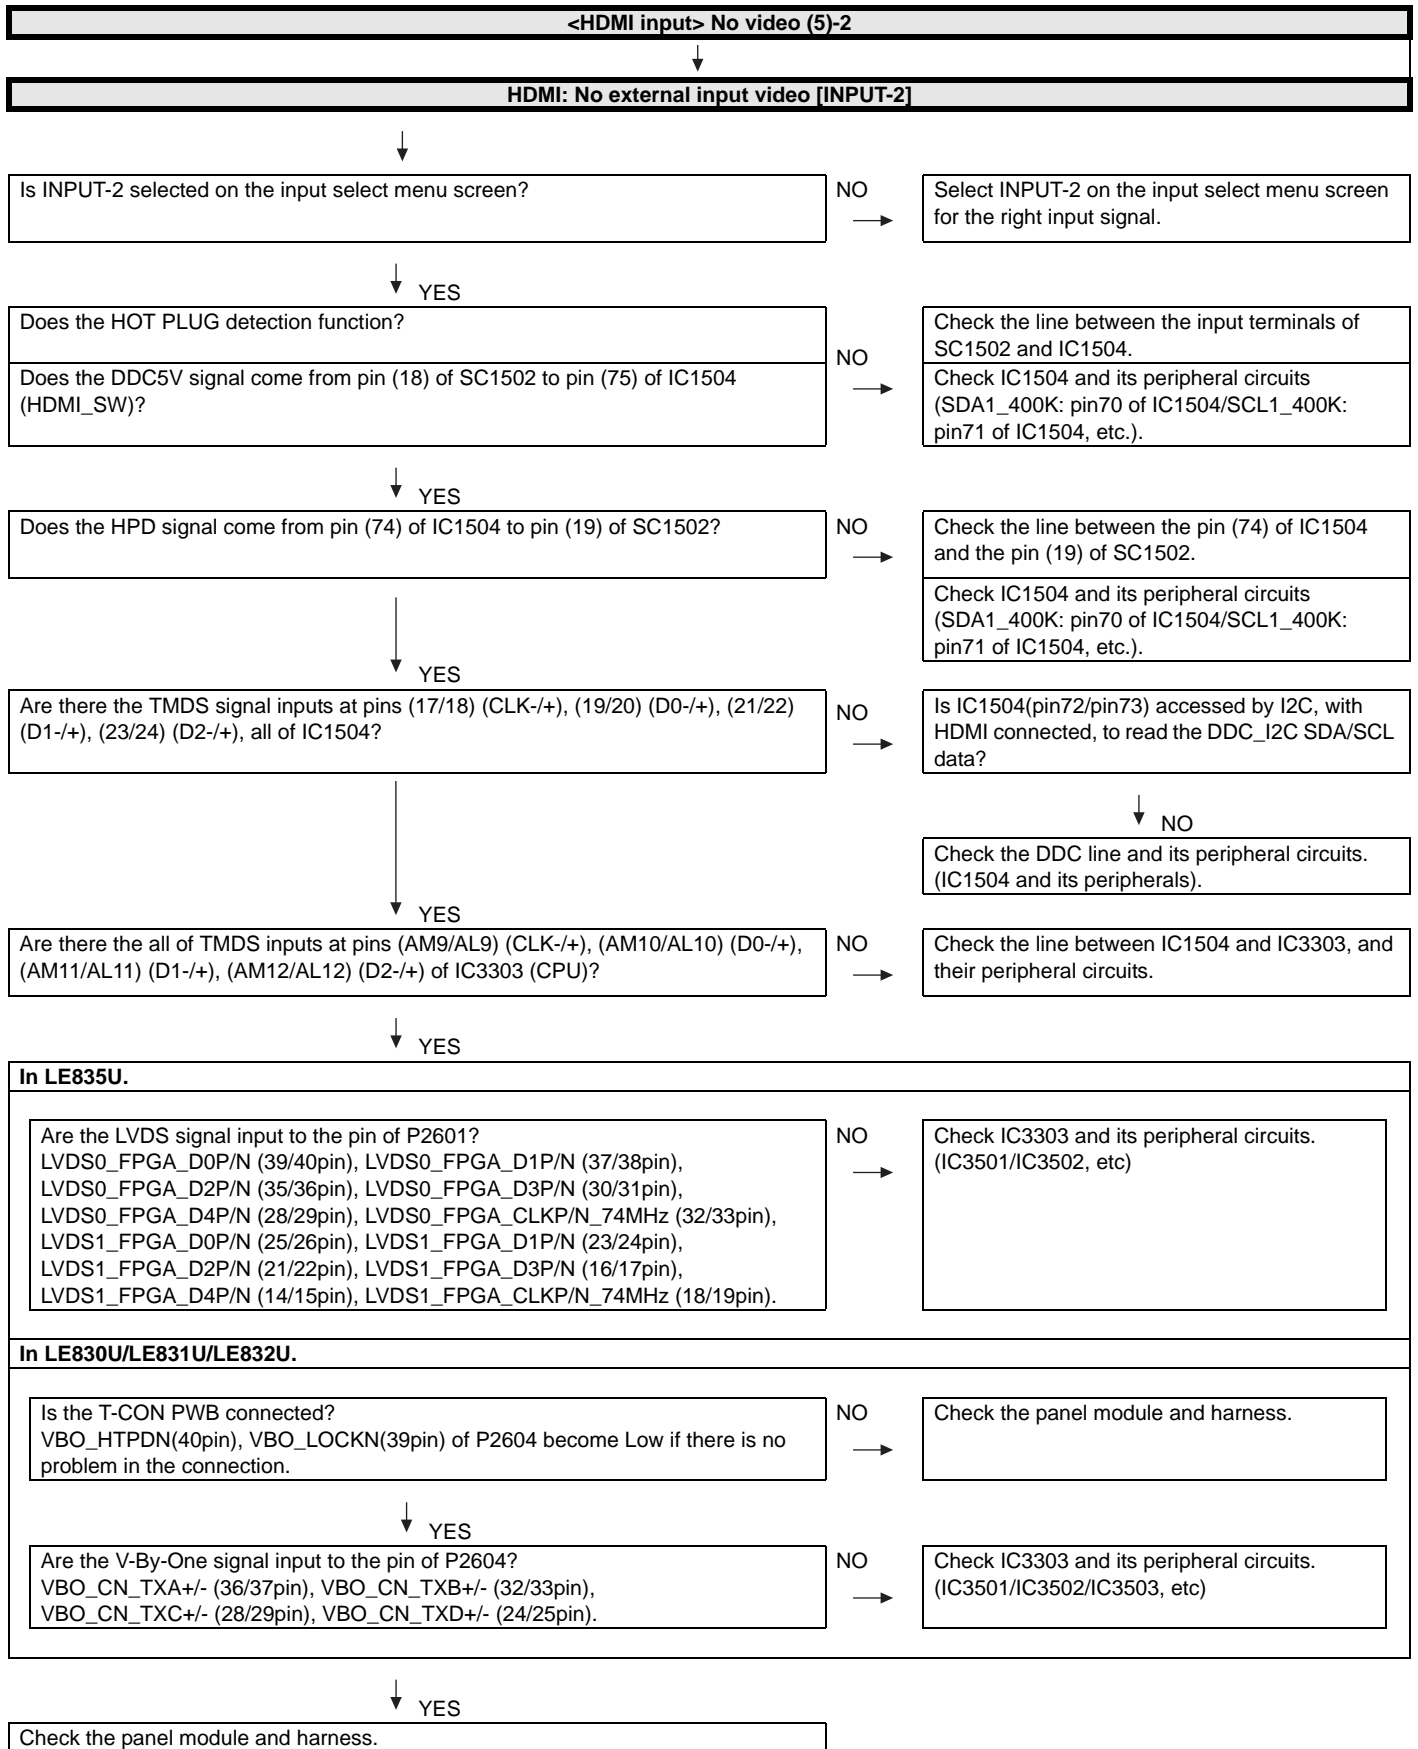 <HDMI input> No video (5)-2
HDMI: No external input video [INPUT-2]
Is INPUT-2 selected on the input select menu screen?
NO
Select INPUT-2 on the input select menu screen
for the right input signal.
YES
Does the HOT PLUG detection function?
Does the DDC5V signal come from pin (18) of SC1502 to pin (75) of IC1504
(HDMI_SW)?
NO
Check the line between the input terminals of
SC1502 and IC1504.
Check IC1504 and its peripheral circuits
(SDA1_400K: pin70 of IC1504/SCL1_400K:
pin71 of IC1504, etc.).
YES
Does the HPD signal come from pin (74) of IC1504 to pin (19) of SC1502?
NO
Check the line between the pin (74) of IC1504
and the pin (19) of SC1502.
Check IC1504 and its peripheral circuits
(SDA1_400K: pin70 of IC1504/SCL1_400K:
pin71 of IC1504, etc.).
YES
Are there the TMDS signal inputs at pins (17/18) (CLK-/+), (19/20) (D0-/+), (21/22)
(D1-/+), (23/24) (D2-/+), all of IC1504?
NO
Is IC1504(pin72/pin73) accessed by I2C, with
HDMI connected, to read the DDC_I2C SDA/SCL
data?
NO
Check the DDC line and its peripheral circuits.
(IC1504 and its peripherals).
YES
Are there the all of TMDS inputs at pins (AM9/AL9) (CLK-/+), (AM10/AL10) (D0-/+),
(AM11/AL11) (D1-/+), (AM12/AL12) (D2-/+) of IC3303 (CPU)?
NO
Check the line between IC1504 and IC3303, and
their peripheral circuits.
YES
In LE835U.
Are the LVDS signal input to the pin of P2601?
LVDS0_FPGA_D0P/N (39/40pin), LVDS0_FPGA_D1P/N (37/38pin),
LVDS0_FPGA_D2P/N (35/36pin), LVDS0_FPGA_D3P/N (30/31pin),
LVDS0_FPGA_D4P/N (28/29pin), LVDS0_FPGA_CLKP/N_74MHz (32/33pin),
LVDS1_FPGA_D0P/N (25/26pin), LVDS1_FPGA_D1P/N (23/24pin),
LVDS1_FPGA_D2P/N (21/22pin), LVDS1_FPGA_D3P/N (16/17pin),
LVDS1_FPGA_D4P/N (14/15pin), LVDS1_FPGA_CLKP/N_74MHz (18/19pin).
NO
Check IC3303 and its peripheral circuits.
(IC3501/IC3502, etc)
In LE830U/LE831U/LE832U.
Is the T-CON PWB connected?
VBO_HTPDN(40pin), VBO_LOCKN(39pin) of P2604 become Low if there is no
problem in the connection.
NO
Check the panel module and harness.
YES
Are the V-By-One signal input to the pin of P2604?
VBO_CN_TXA+/- (36/37pin), VBO_CN_TXB+/- (32/33pin),
VBO_CN_TXC+/- (28/29pin), VBO_CN_TXD+/- (24/25pin).
NO
Check IC3303 and its peripheral circuits.
(IC3501/IC3502/IC3503, etc)
YES
Check the panel module and harness.